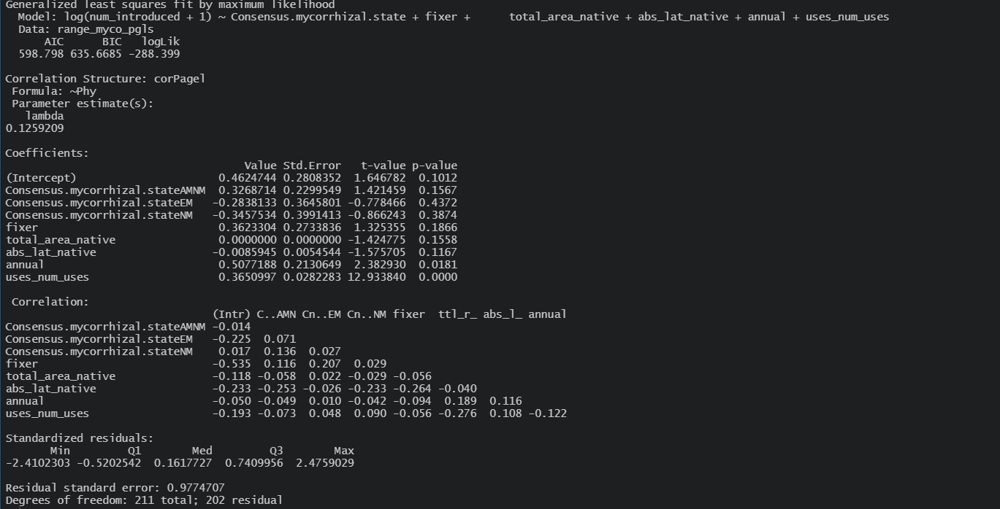 Generalized least squares fit by maximum likelihood
  Model: log(num_introduced + 1) ~ Consensus.mycorrhizal.state + fixer +      total_area_native + abs_lat_native + annual + uses_num_uses
  Data: range_myco_pgls
      AIC      BIC   logLik
  598.798 635.6685 -288.399

Correlation Structure: corPagel
 Formula: ~Phy
 Parameter estimate(s):
   lambda
0.1259209

Coefficients:
                                    Value Std.Error   t-value p-value
(Intercept)                     0.4624744 0.2808352  1.646782  0.1012
Consensus.mycorrhizal.stateAMNM  0.3268714 0.2299549  1.421459  0.1567
Consensus.mycorrhizal.stateEM   -0.2838133 0.3645801 -0.778466  0.4372
Consensus.mycorrhizal.stateNM   -0.3457534 0.3991413 -0.866243  0.3874
fixer                           0.3623304 0.2733836  1.325355  0.1866
total_area_native               0.0000000 0.0000000 -1.424775  0.1558
abs_lat_native                 -0.0085945 0.0054544 -1.575705  0.1167
annual                          0.5077188 0.2130649  2.382930  0.0181
uses_num_uses                   0.3650997 0.0282283 12.933840  0.0000

 Correlation:
                                (Intr) C..AMN Cn..EM Cn..NM fixer  ttl_r_ abs_l_ annual
Consensus.mycorrhizal.stateAMNM -0.014
Consensus.mycorrhizal.stateEM   -0.225  0.071
Consensus.mycorrhizal.stateNM    0.017  0.136  0.027
fixer                           -0.535  0.116  0.207  0.029
total_area_native               -0.118 -0.058  0.022 -0.029 -0.056
abs_lat_native                  -0.233 -0.253 -0.026 -0.233 -0.264 -0.040
annual                          -0.050 -0.049  0.010 -0.042 -0.094  0.189  0.116
uses_num_uses                   -0.193 -0.073  0.048  0.090 -0.056 -0.276  0.108 -0.122

Standardized residuals:
       Min         Q1        Med         Q3        Max
-2.4102303 -0.5202542  0.1617727  0.7409956  2.4759029

Residual standard error: 0.9774707
Degrees of freedom: 211 total; 202 residual